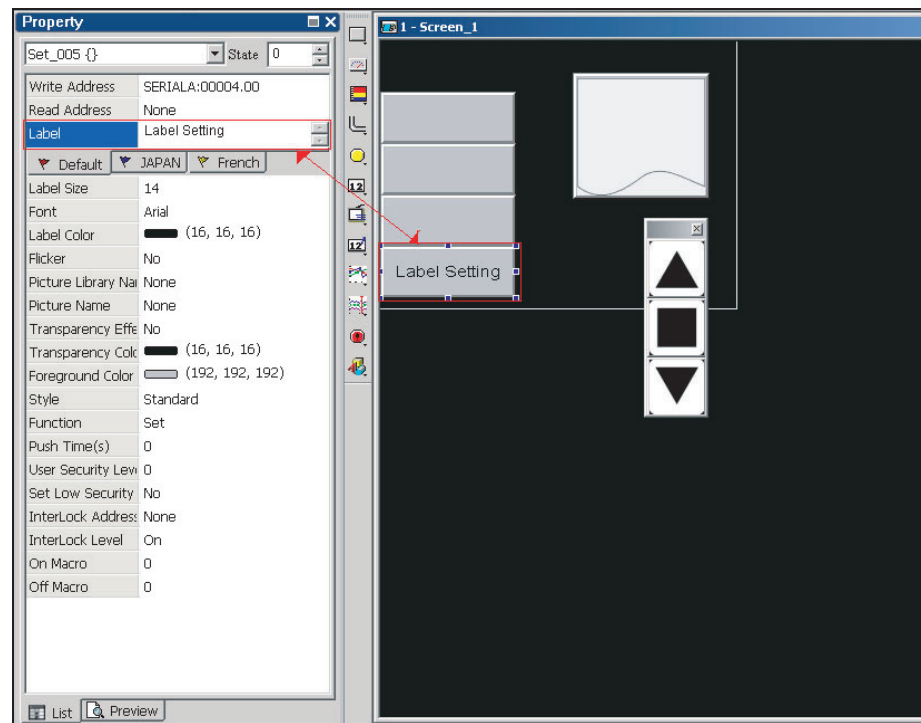 Property
Set_005 {} State 0
Write Address SERIALA:00004.00
Read Address None
Label Label Setting
Default JAPAN French
Label Size 14
Font Arial
Label Color (16, 16, 16)
Flicker No
Picture Library Nar None
Picture Name None
Transparency Effe No
Transparency Colc (16, 16, 16)
Foreground Color (192, 192, 192)
Style Standard
Function Set
Push Time(s) 0
User Security Leve 0
Set Low Security No
InterLock Address None
InterLock Level On
On Macro 0
Off Macro 0
List Preview
12
12
1 - Screen_1
Label Setting